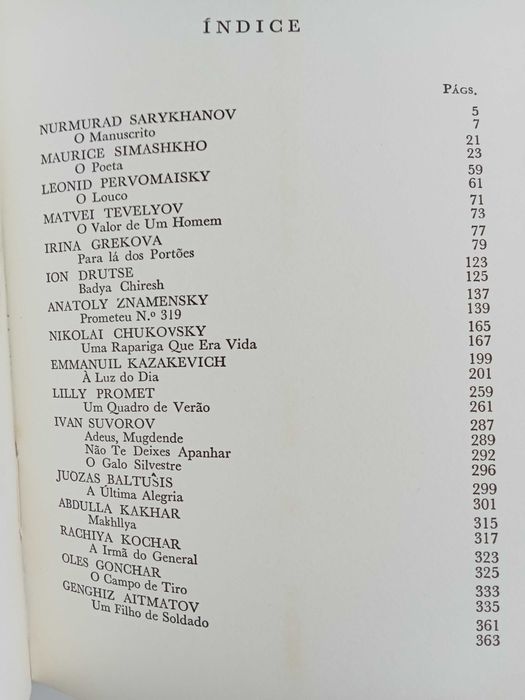 ÍNDICE
PÁGS.
NURMURAD SARYKHANOV 5
O Manuscrito 7
MAURICE SIMASHKHO 21
O Poeta 23
LEONID PERVOMAISKY 59
O Louco 61
MATVEI TEVELYOV 71
O Valor de Um Homem 73
IRINA GREKOVA 77
Para lá dos Portões 79
ION DRUTSE 123
Badya Chiresh 125
ANATOLY ZNAMENSKY 137
Prometeu N.º 319 139
NIKOLAI CHUKOVSKY 165
Uma Rapariga Que Era Vida 167
EMMANUIL KAZAKEVICH 199
À Luz do Dia 201
LILLY PROMET 259
Um Quadro de Verão 261
IVAN SUVOROV 287
Adeus, Mugdende 289
Não Te Deixes Apanhar 292
O Galo Silvestre 296
JUOZAS BALTUŜIS 299
A Última Alegria 301
ABDULLA KAKHAR 315
Makhllya 317
RACHIYA KOCHAR 323
A Irmã do General 325
OLES GONCHAR 333
O Campo de Tiro 335
GENGHIZ AITMATOV 361
Um Filho de Soldado 363